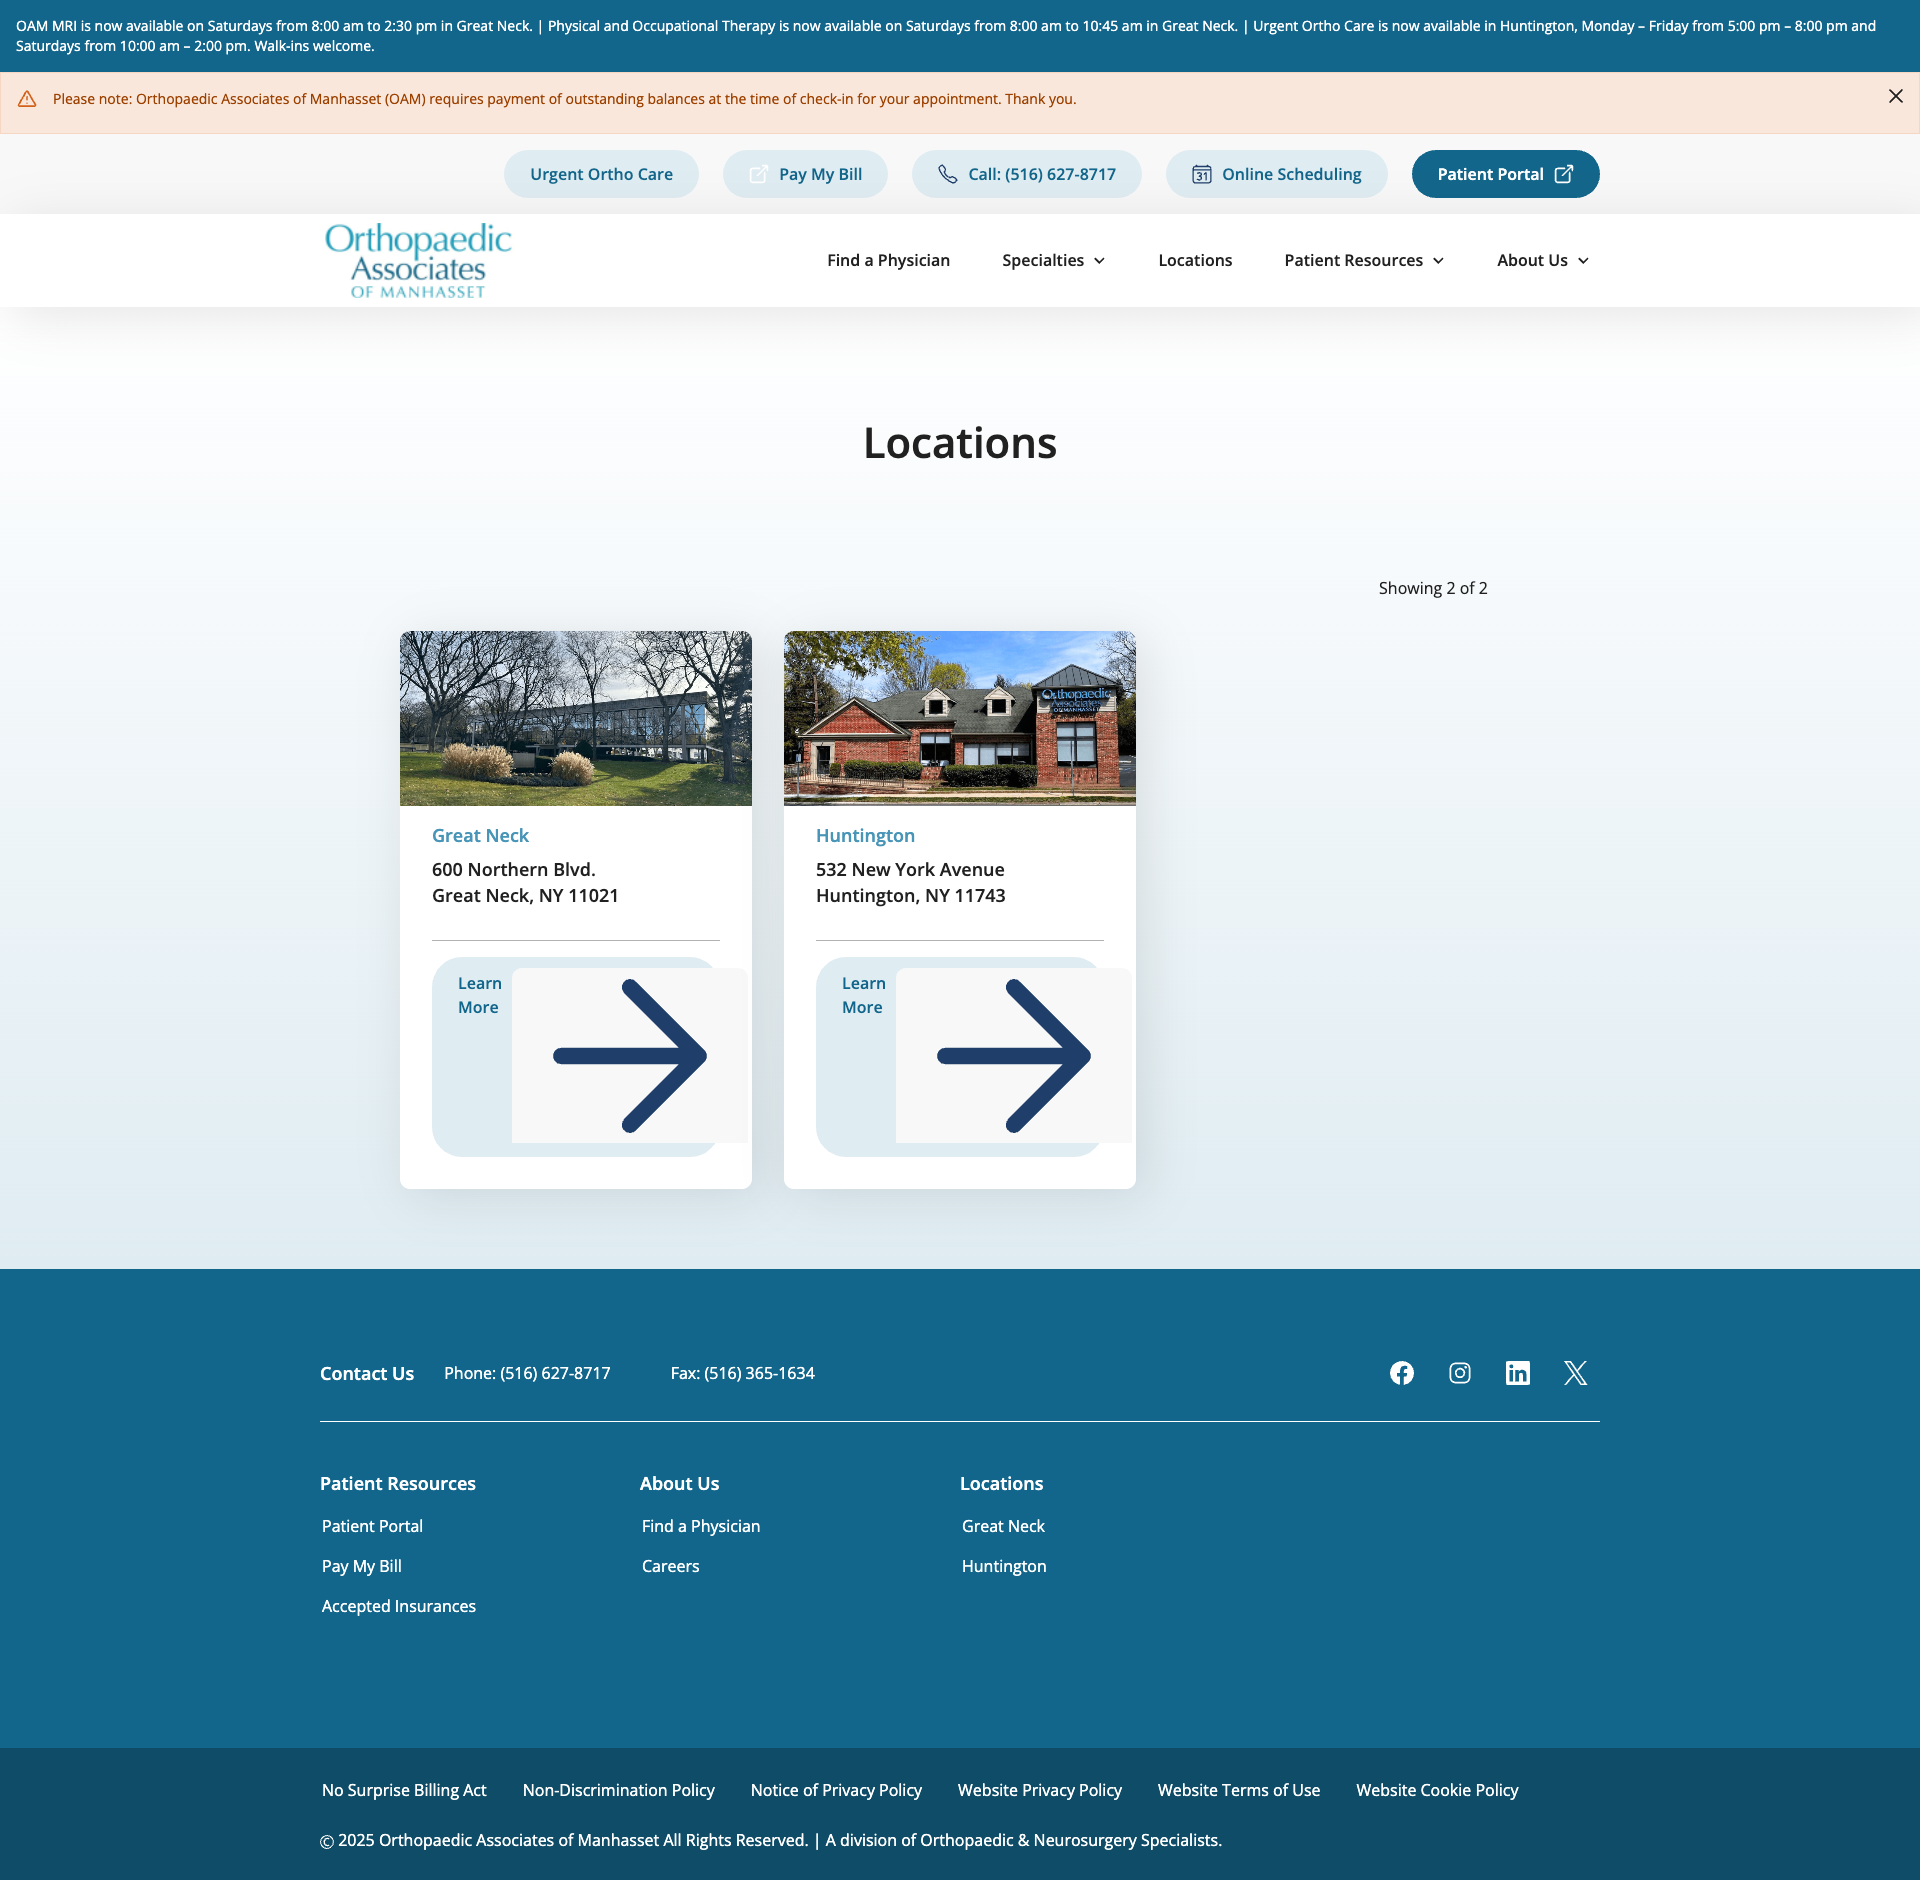 OAM MRI is now available on Saturdays from 8:00 am to 2:30 pm in Great Neck. | Physical and Occupational Therapy is now available on Saturdays from 8:00 am to 10:45 am in Great Neck. | Urgent Ortho Care is now available in Huntington, Monday – Friday from 5:00 pm – 8:00 pm and
Saturdays from 10:00 am – 2:00 pm. Walk-ins welcome.
Please note: Orthopaedic Associates of Manhasset (OAM) requires payment of outstanding balances at the time of check-in for your appointment. Thank you.
Urgent Ortho Care
Pay My Bill
Call: (516) 627-8717
31
Online Scheduling
Patient Portal
Orthopaedic
Associates
OF MANHASSET
Find a Physician
Specialties
Locations
Patient Resources
About Us
Locations
Showing 2 of 2
Orthopaedic
Associates
OF MANHASSET
Great Neck
600 Northern Blvd.
Great Neck, NY 11021
Learn
More
Huntington
532 New York Avenue
Huntington, NY 11743
Learn
More
Contact Us
Phone: (516) 627-8717
Fax: (516) 365-1634
Patient Resources
Patient Portal
Pay My Bill
Accepted Insurances
About Us
Find a Physician
Careers
Locations
Great Neck
Huntington
No Surprise Billing Act
Non-Discrimination Policy
Notice of Privacy Policy
Website Privacy Policy
Website Terms of Use
Website Cookie Policy
© 2025 Orthopaedic Associates of Manhasset All Rights Reserved. | A division of Orthopaedic & Neurosurgery Specialists.